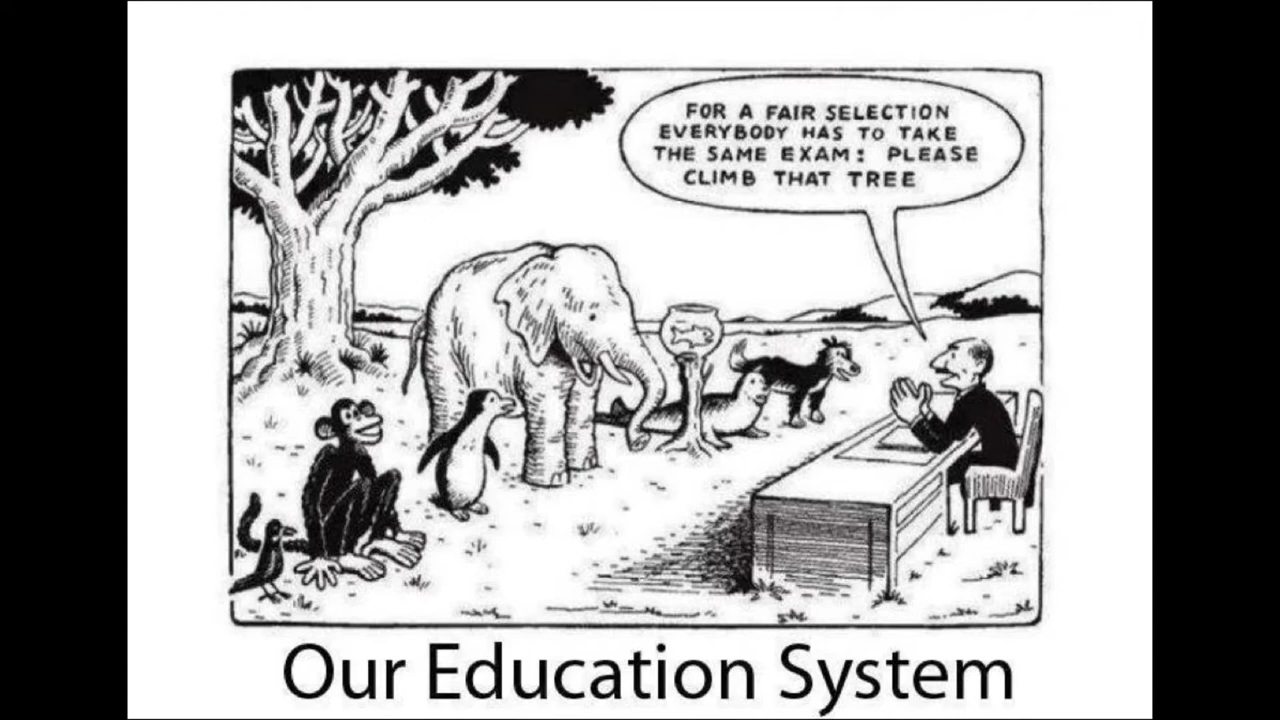 FOR A FAIR SELECTION
EVERYBODY HAS TO TAKE
THE SAME EXAM: PLEASE
CLIMB THAT TREE
Our Education System